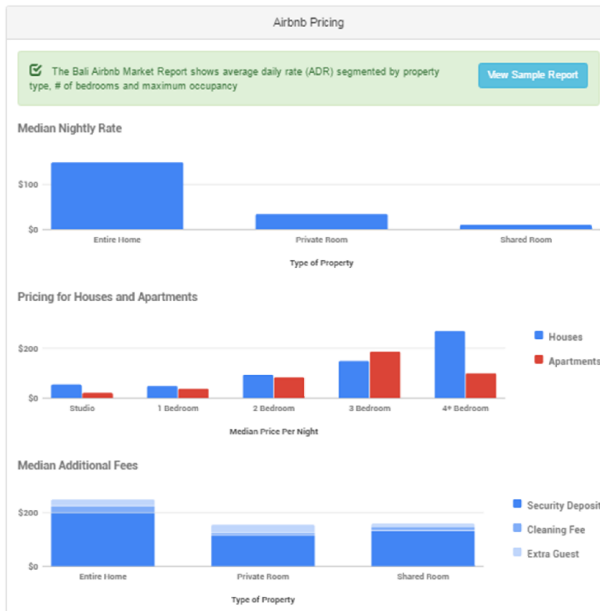 Airbnb Pricing
The Bali Airbnb Market Report shows average daily rate (ADR) segmented by property
type, # of bedrooms and maximum occupancy
View Sample Report
Median Nightly Rate
$100
$0
Entire Home
Private Room
Shared Room
Type of Property
Pricing for Houses and Apartments
$200
$0
Studio
1 Bedroom
2 Bedroom
3 Bedroom
4+ Bedroom
Median Price Per Night
Houses
Apartments
Median Additional Fees
$200
$0
Entire Home
Private Room
Shared Room
Type of Property
Security Deposit
Cleaning Fee
Extra Guest